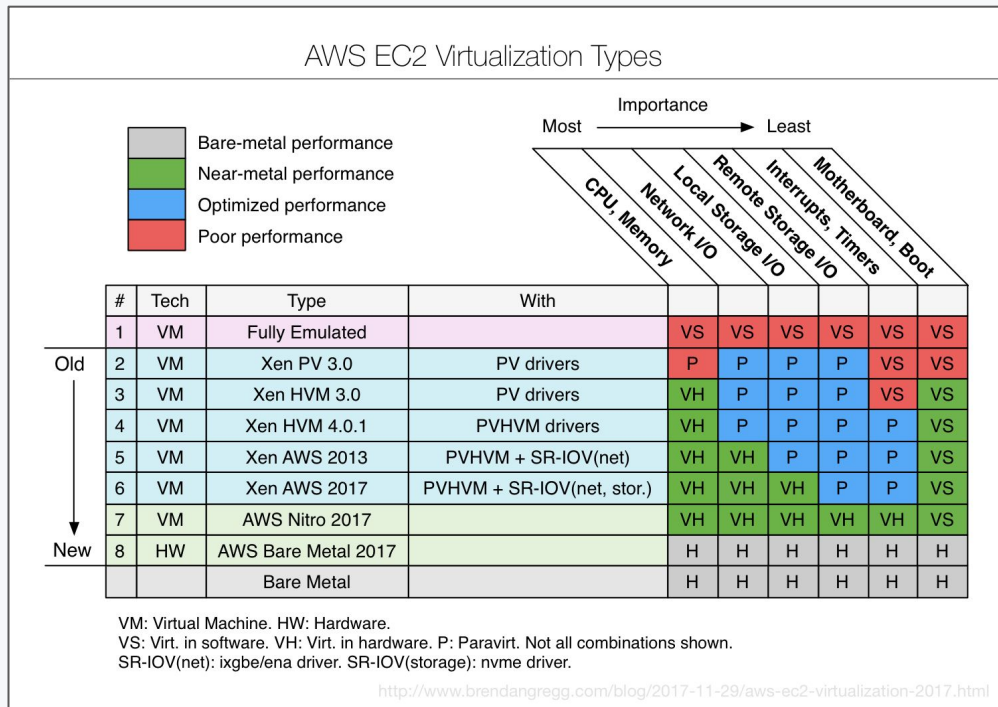 AWS EC2 Virtualization Types
Importance
Most Least
Bare-metal performance
Near-metal performance
Optimized performance
Poor performance
CPU, Memory
Network I/O
Local Storage I/O
Remote Storage I/O
Interrupts, Timers
Motherboard, Boot
# Tech Type With
1 VM Fully Emulated VS VS VS VS VS VS
Old
2 VM Xen PV 3.0 PV drivers P P P P VS VS
3 VM Xen HVM 3.0 PV drivers VH P P P VS VS
4 VM Xen HVM 4.0.1 PVHVM drivers VH P P P P VS
5 VM Xen AWS 2013 PVHVM + SR-IOV(net) VH VH P P P VS
6 VM Xen AWS 2017 PVHVM + SR-IOV(net, stor.) VH VH VH P P VS
7 VM AWS Nitro 2017 VH VH VH VH VH VS
New
8 HW AWS Bare Metal 2017 H H H H H H
Bare Metal H H H H H H
VM: Virtual Machine. HW: Hardware.
VS: Virt. in software. VH: Virt. in hardware. P: Paravirt. Not all combinations shown.
SR-IOV(net): ixgbe/ena driver. SR-IOV(storage): nvme driver.
http://www.brendangregg.com/blog/2017-11-29/aws-ec2-virtualization-2017.html